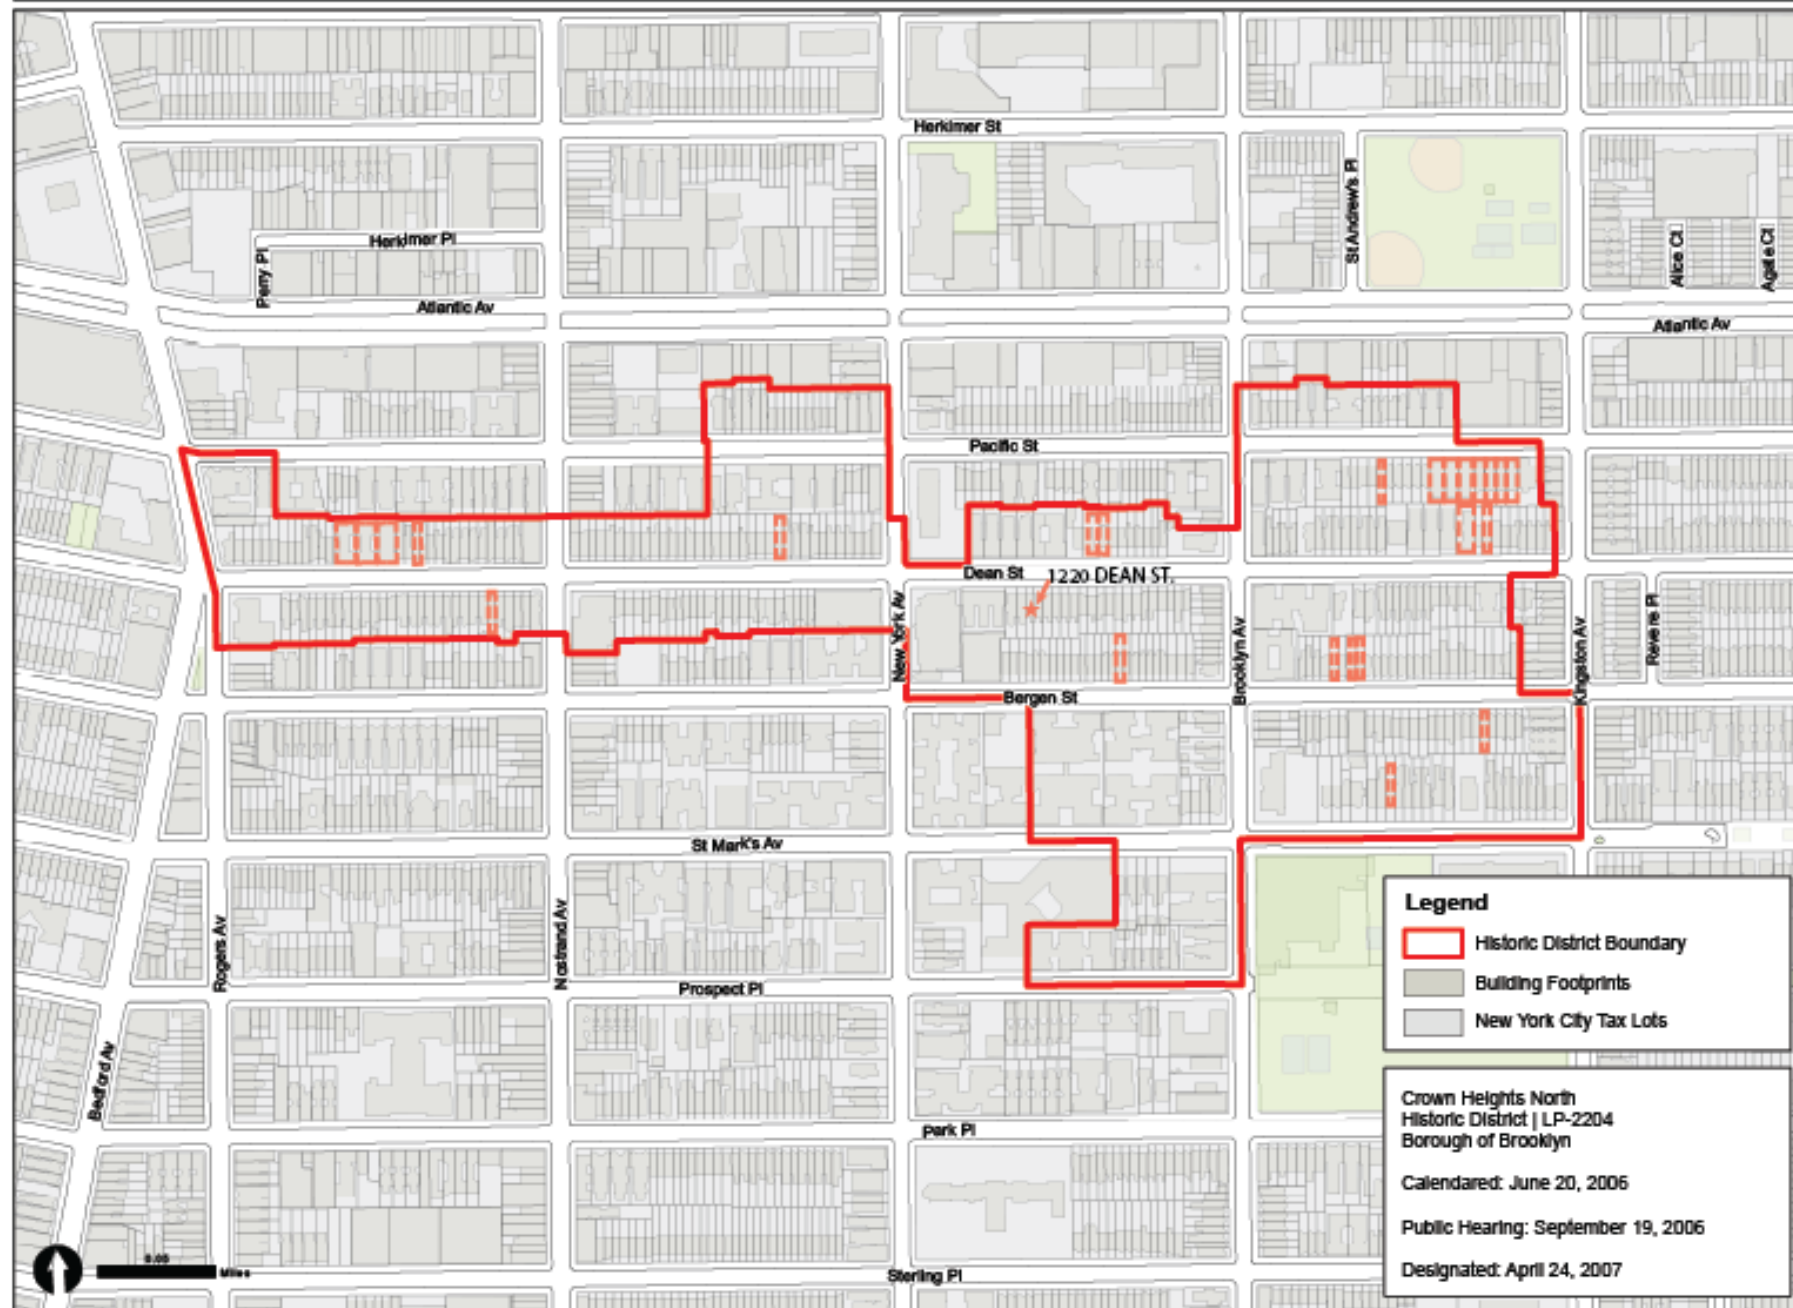 Herkimer St
St Andrew's Pl
Herkimer Pl
Perry Pl
Alice Ct
Agate Ct
Atlantic Av
Atlantic Av
Pacific St
Dean St
1220 DEAN ST.
New York Av
Brooklyn Av
Kingston Av
Revere Pl
Bergen St
St Mark's Av
Rogers Av
Nostrand Av
Prospect Pl
Bedford Av
Park Pl
Sterling Pl
0.05
Miles
Legend
Historic District Boundary
Building Footprints
New York City Tax Lots
Crown Heights North
Historic District | LP-2204
Borough of Brooklyn
Calendared: June 20, 2006
Public Hearing: September 19, 2006
Designated: April 24, 2007